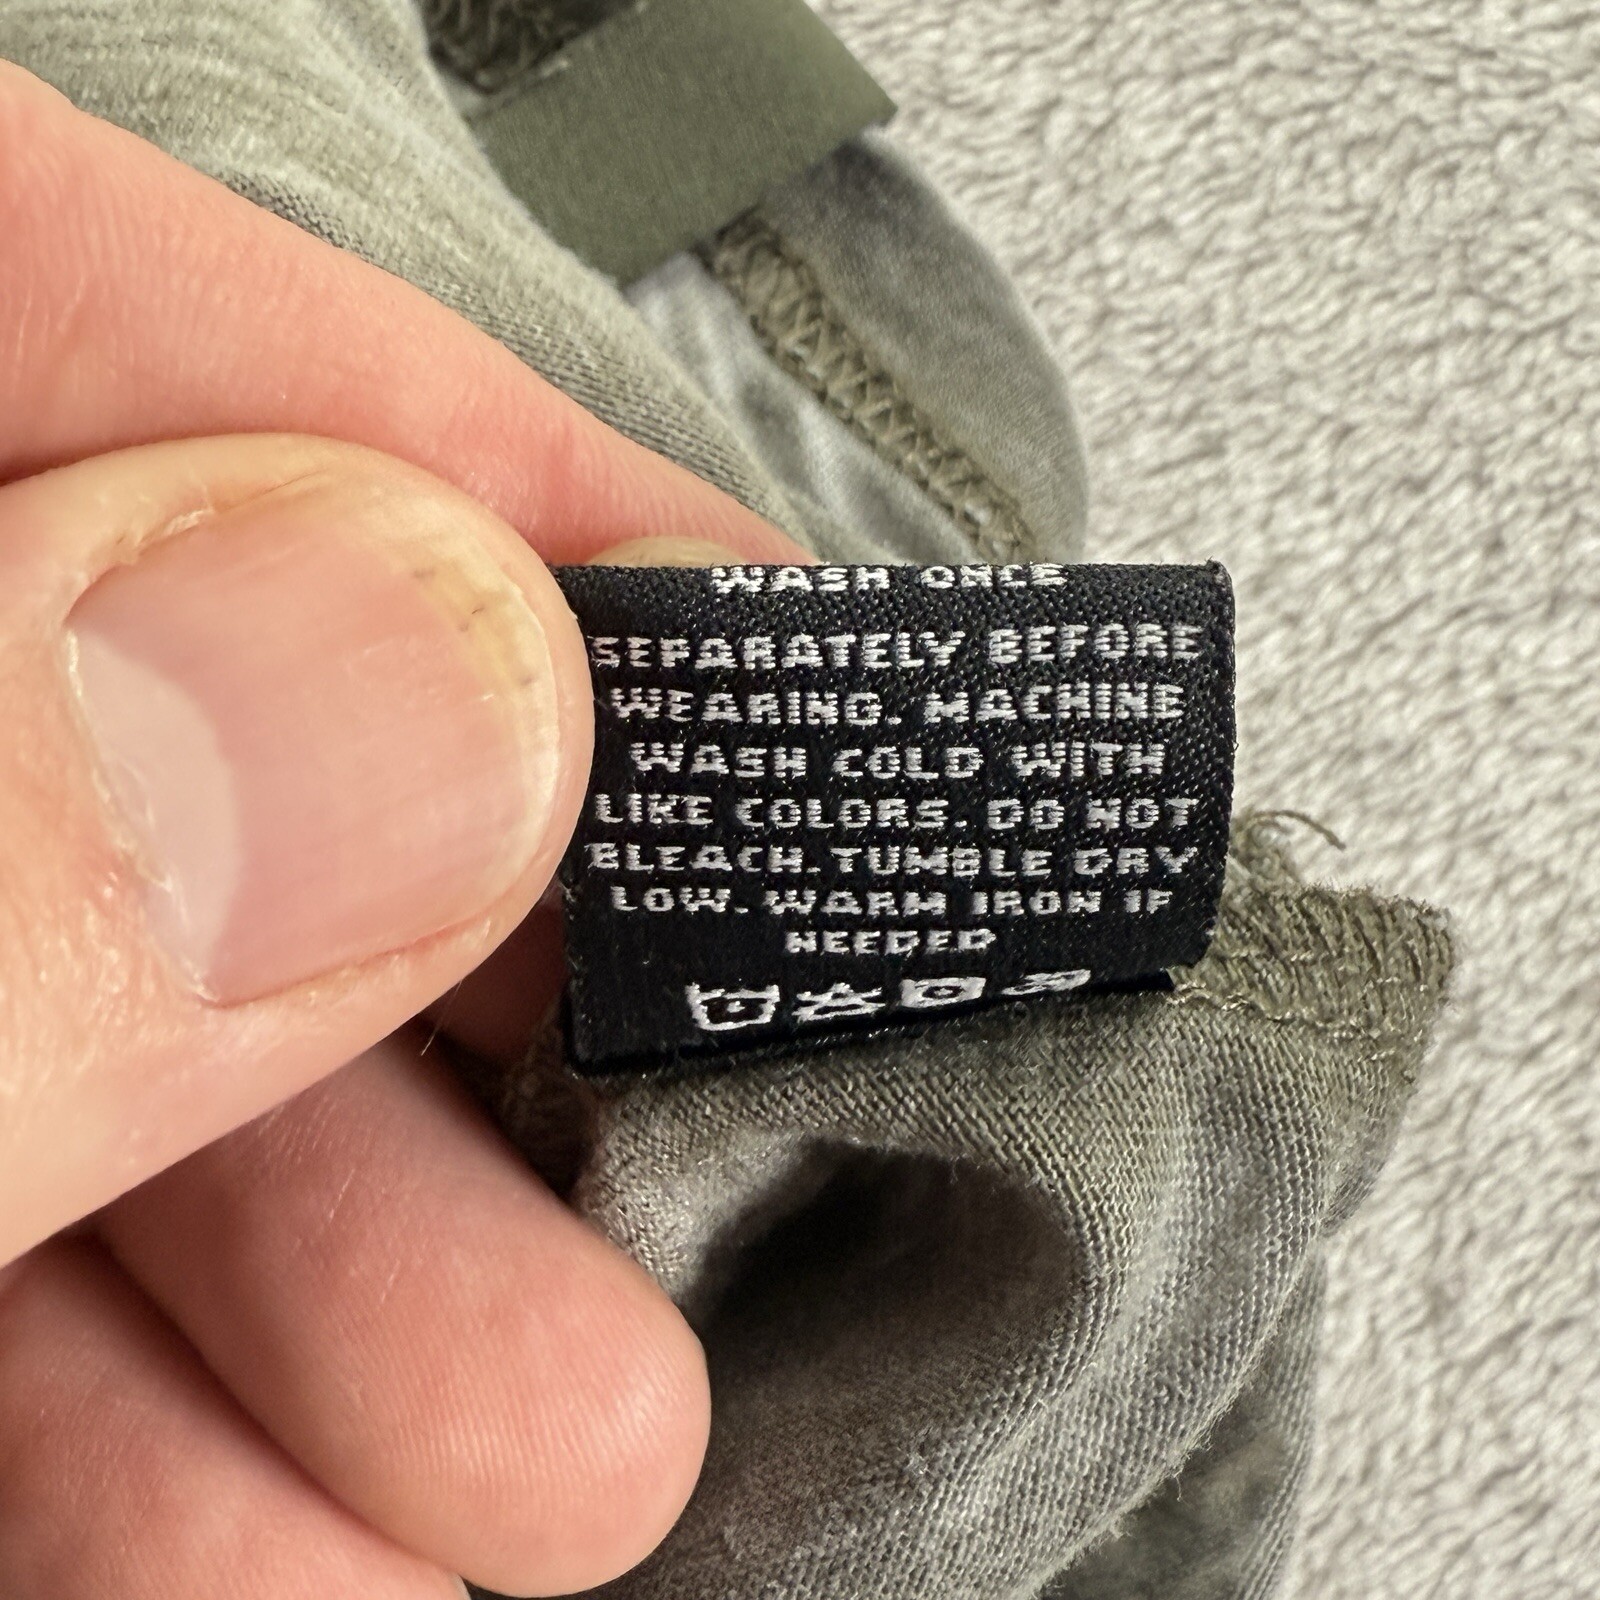 WASH ONCE
SEPARATELY BEFORE
WEARING. MACHINE
WASH COLD WITH
LIKE COLORS. DO NOT
BLEACH. TUMBLE DRY
LOW. WARM IRON IF
NEEDED